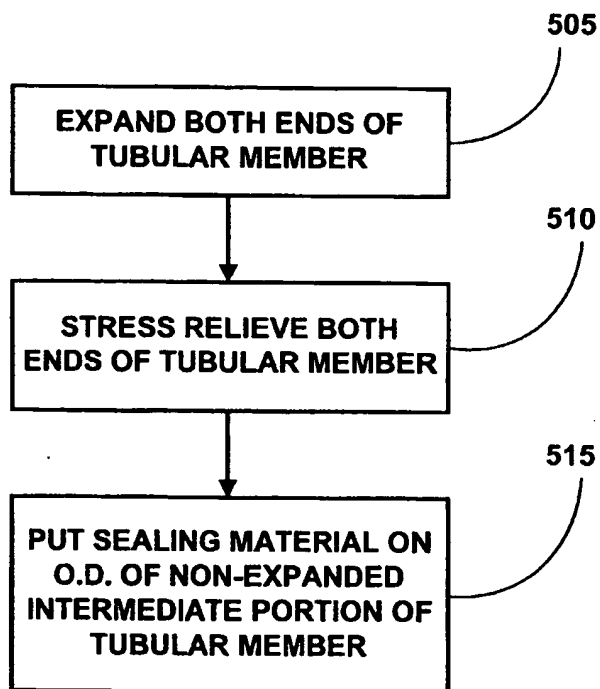 505
EXPAND BOTH ENDS OF
TUBULAR MEMBER
510
STRESS RELIEVE BOTH
ENDS OF TUBULAR MEMBER
515
PUT SEALING MATERIAL ON
O.D. OF NON-EXPANDED
INTERMEDIATE PORTION OF
TUBULAR MEMBER